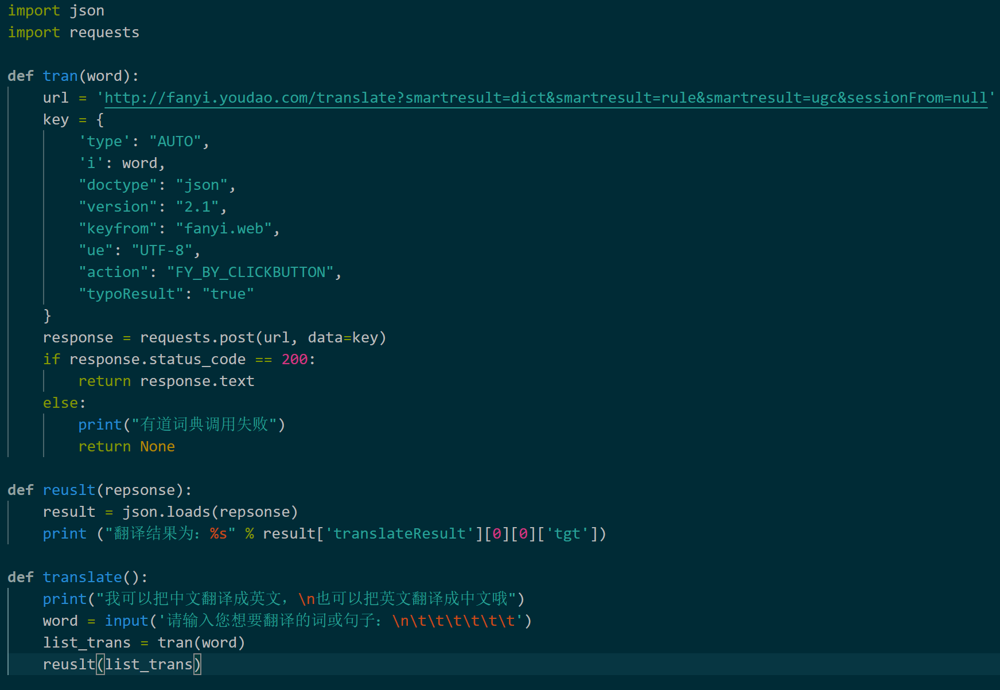 import json
import requests
def tran(word):
    url = 'http://fanyi.youdao.com/translate?smartresult=dict&smartresult=rule&smartresult=ugc&sessionFrom=null'
    key = {
        'type': "AUTO",
        'i': word,
        "doctype": "json",
        "version": "2.1",
        "keyfrom": "fanyi.web",
        "ue": "UTF-8",
        "action": "FY_BY_CLICKBUTTON",
        "typoResult": "true"
    }
    response = requests.post(url, data=key)
    if response.status_code == 200:
        return response.text
    else:
        print("有道词典调用失败")
        return None
def reuslt(repsonse):
    result = json.loads(repsonse)
    print ("翻译结果为：%s" % result['translateResult'][0][0]['tgt'])
def translate():
    print("我可以把中文翻译成英文，\n也可以把英文翻译成中文哦")
    word = input('请输入您想要翻译的词或句子：\n\t\t\t\t\t\t')
    list_trans = tran(word)
    reuslt(list_trans)